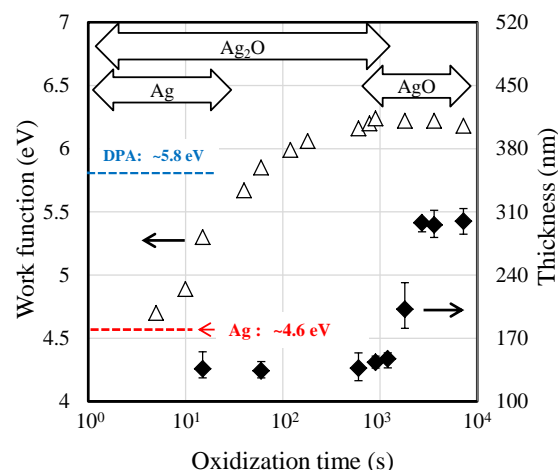 7
6.5
6
5.5
5
4.5
4
Work function (eV)
520
450
380
310
240
170
100
Thickness (nm)
Ag₂O
Ag
AgO
DPA: ~5.8 eV
Ag : ~4.6 eV
10⁰
10¹
10²
10³
10⁴
Oxidization time (s)